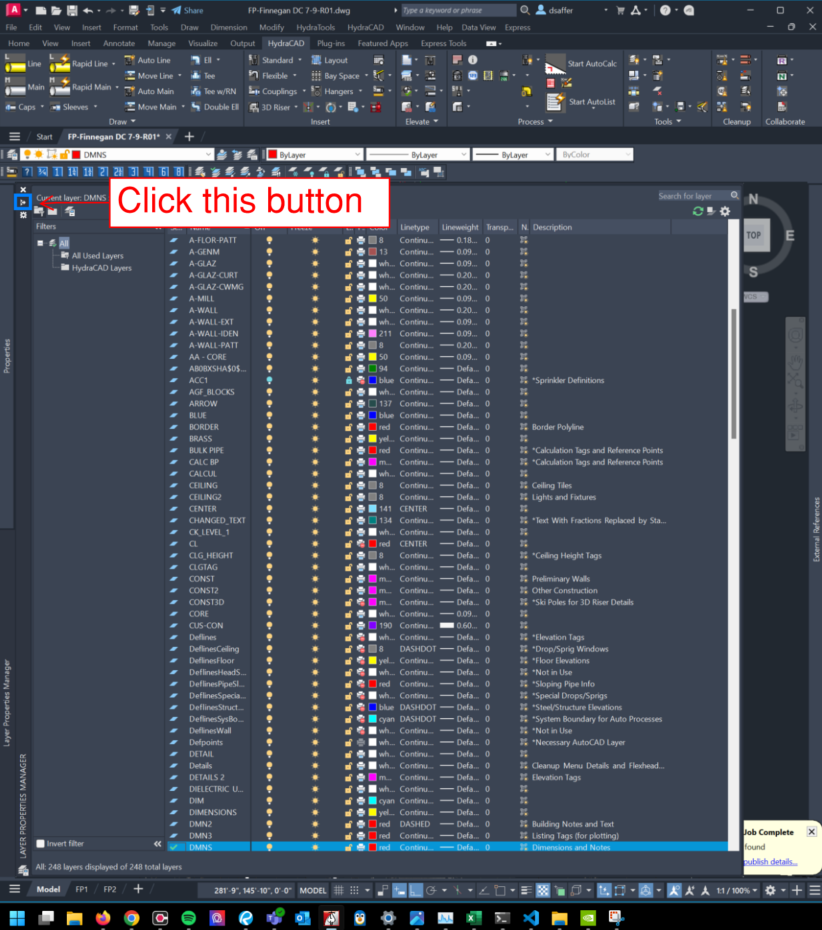 Share FP-Finnegan DC 7-9-R01.dwg Type a keyword or phrase dsaffer
File Edit View Insert Format Tools Draw Dimension Modify HydraTools HydraCAD Window Help Data View Express
Home View Insert Annotate Manage Visualize Output HydraCAD Plug-ins Featured Apps Express Tools
Line Rapid Line Auto Line Ell Standard Layout Start AutoCalc
Move Line Tee Flexible Bay Space
Main Rapid Main Auto Main Tee w/RN Couplings Hangers Start AutoList
Caps Sleeves Move Main Double Ell 3D Riser
Draw Insert Elevate Process Tools Cleanup Collaborate
Start FP-Finnegan DC 7-9-R01*
DMNS ByLayer ByLayer ByLayer ByColor
Click this button
Current layer: DMNS Search for layer
Filters Name On Freeze Color Linetype Lineweight Transp... N. Description
All
All Used Layers
HydraCAD Layers
A-FLOR-PATT 8 Continu... 0.18... 0
A-GENM 13 Continu... 0.09... 0
A-GLAZ wh... Continu... 0.09... 0
A-GLAZ-CURT wh... Continu... 0.20... 0
A-GLAZ-CWMG wh... Continu... 0.09... 0
A-MILL 50 Continu... 0.09... 0
A-WALL wh... Continu... 0.20... 0
A-WALL-EXT wh... Continu... 0.09... 0
A-WALL-IDEN 211 Continu... 0.09... 0
A-WALL-PATT 8 Continu... 0.20... 0
AA - CORE 50 Continu... 0.09... 0
AB0BXSHA$0$... 94 Continu... Defa... 0
ACC1 blue Continu... Defa... 0 *Sprinkler Definitions
AGF_BLOCKS wh... Continu... Defa... 0
ARROW 137 Continu... Defa... 0
BLUE blue Continu... Defa... 0
BORDER red Continu... Defa... 0 Border Polyline
BRASS yel... Continu... Defa... 0
BULK PIPE red Continu... Defa... 0 *Calculation Tags and Reference Points
CALC BP m... Continu... Defa... 0 *Calculation Tags and Reference Points
CALCUL wh... Continu... Defa... 0
CEILING 8 Continu... Defa... 0 Ceiling Tiles
CEILING2 8 Continu... Defa... 0 Lights and Fixtures
CENTER 141 CENTER Defa... 0
CHANGED_TEXT 134 Continu... Defa... 0 *Text With Fractions Replaced by Sta...
CK_LEVEL_1 wh... Continu... Defa... 0
CL red CENTER Defa... 0
CLG_HEIGHT 8 Continu... Defa... 0 *Ceiling Height Tags
CLGTAG wh... Continu... Defa... 0
CONST m... Continu... Defa... 0 Preliminary Walls
CONST2 m... Continu... Defa... 0 Other Construction
CONST3D m... Continu... Defa... 0 *Ski Poles for 3D Riser Details
CORE wh... Continu... 0.09... 0
CUS-CON 190 Continu... 0.60... 0
Deflines wh... Continu... Defa... 0 *Elevation Tags
DeflinesCeiling 8 DASHDOT Defa... 0 *Drop/Sprig Windows
DeflinesFloor yel... Continu... Defa... 0 *Floor Elevations
DeflinesHeadS... wh... Continu... Defa... 0 *Not in Use
DeflinesPipeSl... red Continu... Defa... 0 *Sloping Pipe Info
DeflinesSpecia... wh... Continu... Defa... 0 *Special Drops/Sprigs
DeflinesStruct... blue DASHDOT Defa... 0 *Steel/Structure Elevations
DeflinesSysBo... cyan DASHDOT Defa... 0 *System Boundary for Auto Processes
DeflinesWall wh... Continu... Defa... 0 *Not in Use
Defpoints wh... Continu... Defa... 0 *Necessary AutoCAD Layer
DETAIL wh... Continu... Defa... 0
Details wh... Continu... Defa... 0 Cleanup Menu Details and Flexhead...
DETAILS 2 m... Continu... Defa... 0 Elevation Tags
DIELECTRIC U... wh... Continu... Defa... 0
DIM cyan Continu... Defa... 0
DIMENSIONS yel... Continu... Defa... 0
DMN2 red DASHED Defa... 0 Building Notes and Text
DMN3 red Continu... Defa... 0 Listing Tags (for plotting)
DMNS red Continu... Defa... 0 Dimensions and Notes
Invert filter
All: 248 layers displayed of 248 total layers
Properties
Layer Properties Manager
LAYER PROPERTIES MANAGER
N
TOP E
S
External References
Job Complete
found
publish details...
Model FP1 FP2 281'-9", 145'-10", 0'-0" MODEL 1:1 / 100%